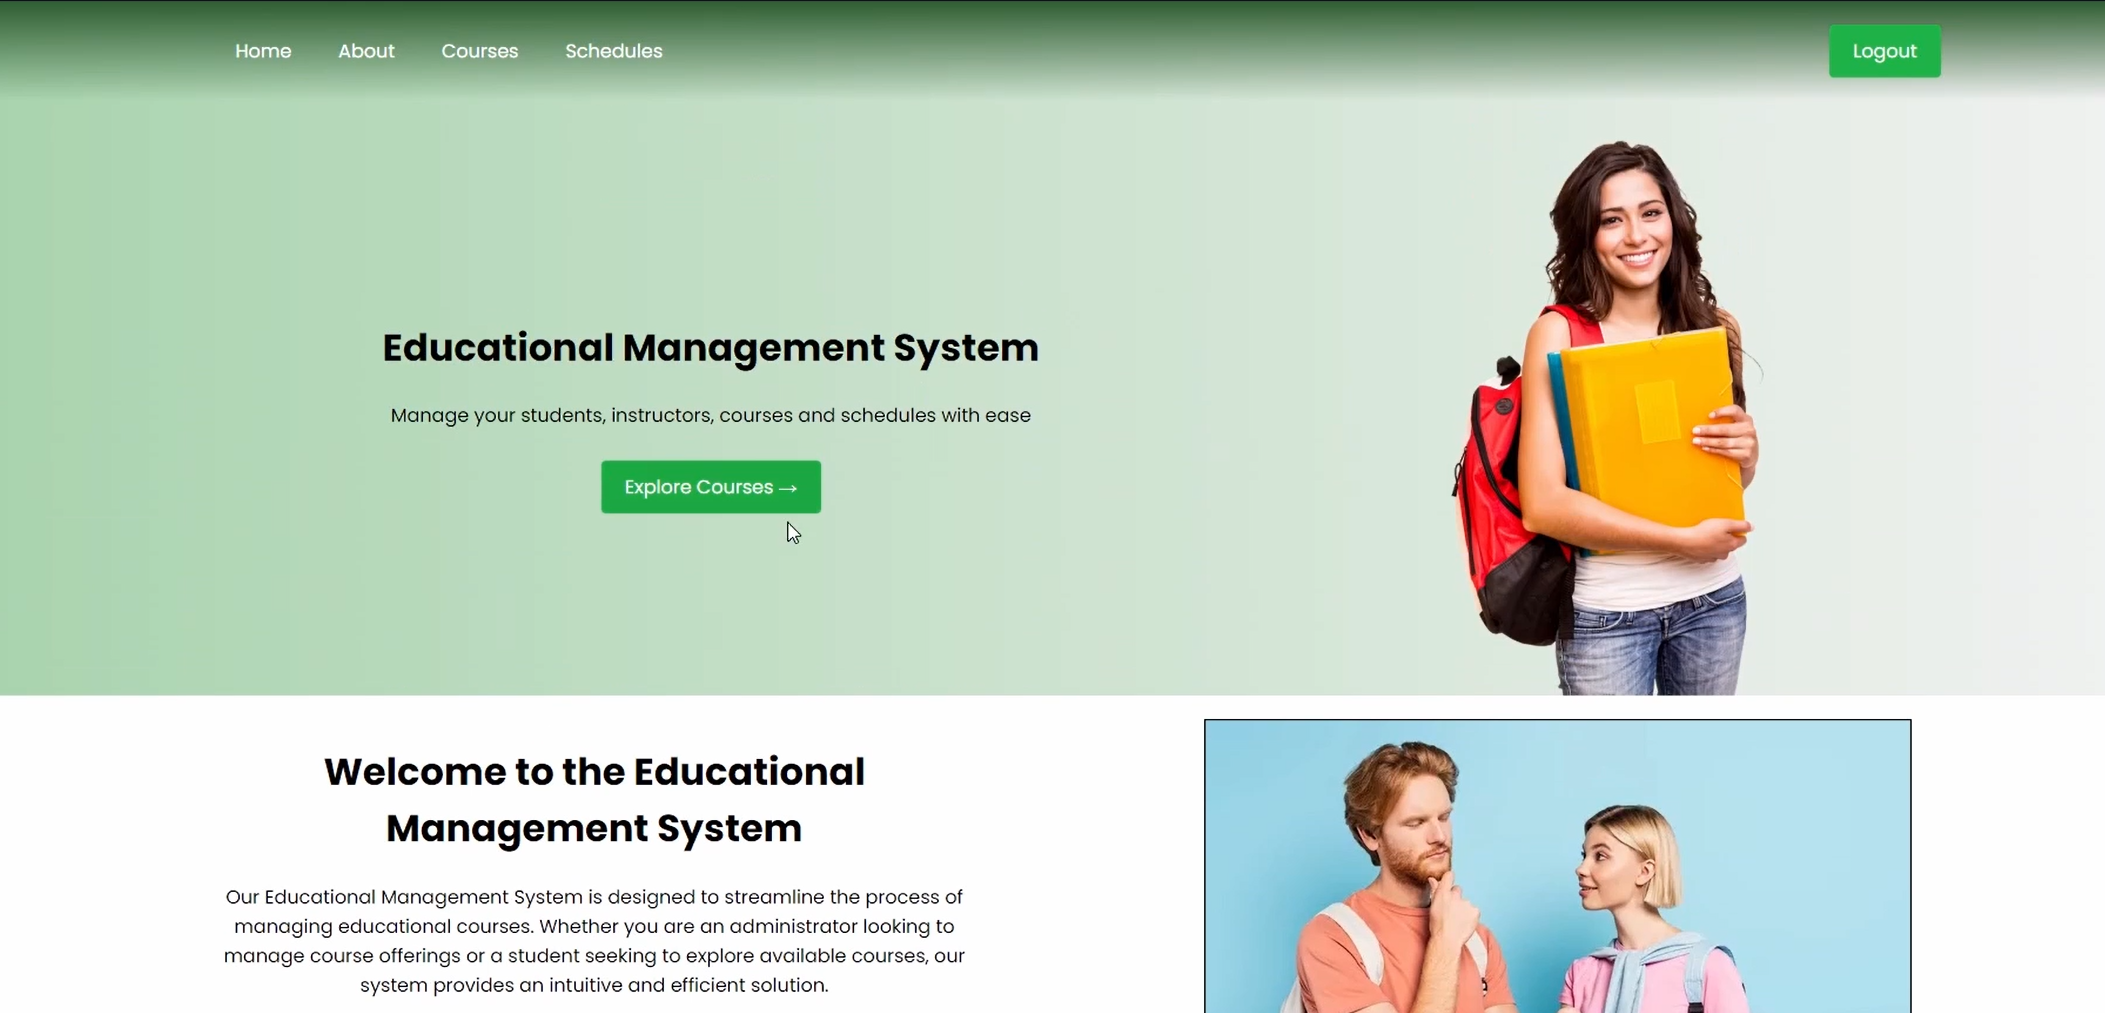 Home About Courses Schedules Logout
Educational Management System
Manage your students, instructors, courses and schedules with ease
Explore Courses →
Welcome to the Educational
Management System
Our Educational Management System is designed to streamline the process of
managing educational courses. Whether you are an administrator looking to
manage course offerings or a student seeking to explore available courses, our
system provides an intuitive and efficient solution.